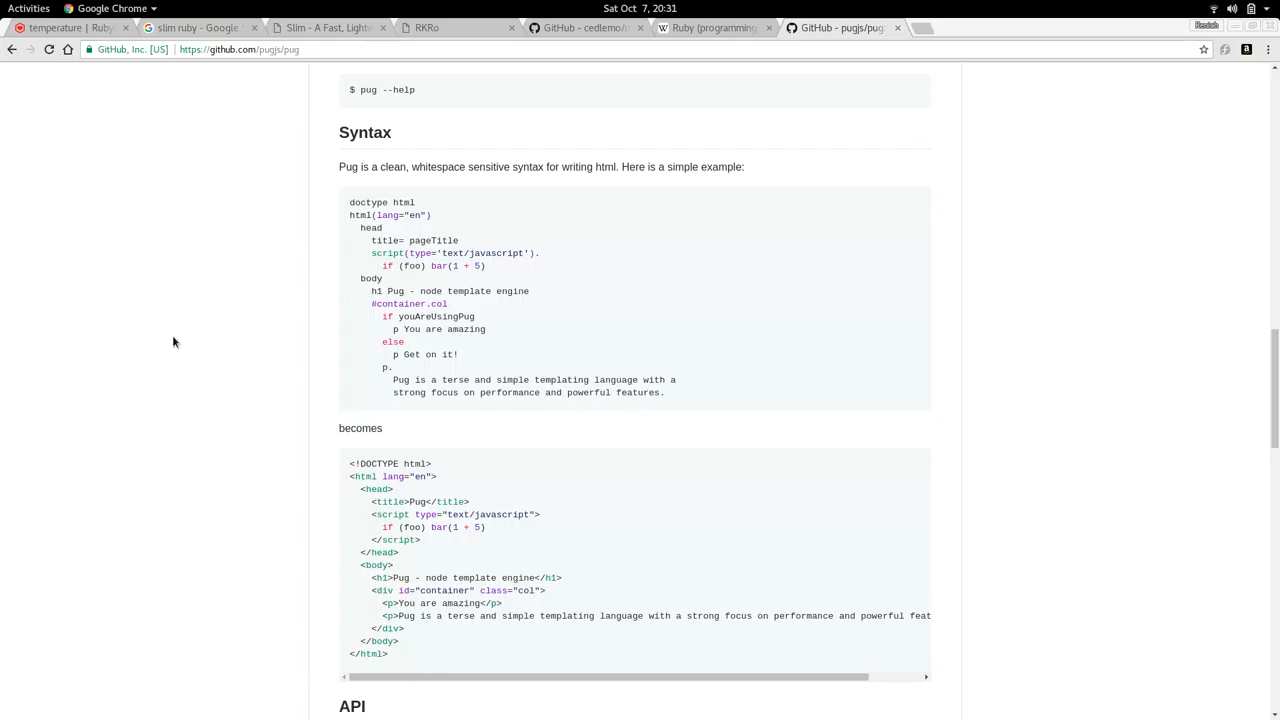 Activities Google Chrome Sat Oct 7, 20:31
temperature | Ruby
slim ruby - Google
Slim - A Fast, Lightw
RKRo
GitHub - cedlemo/r
Ruby (programming
GitHub - pugjs/pug:
Renish
GitHub, Inc. [US] https://github.com/pugjs/pug
$ pug --help
Syntax
Pug is a clean, whitespace sensitive syntax for writing html. Here is a simple example:
doctype html
html(lang="en")
head
title= pageTitle
script(type='text/javascript').
if (foo) bar(1 + 5)
body
h1 Pug - node template engine
#container.col
if youAreUsingPug
p You are amazing
else
p Get on it!
p.
Pug is a terse and simple templating language with a
strong focus on performance and powerful features.
becomes
<!DOCTYPE html>
<html lang="en">
<head>
<title>Pug</title>
<script type="text/javascript">
if (foo) bar(1 + 5)
</script>
</head>
<body>
<h1>Pug - node template engine</h1>
<div id="container" class="col">
<p>You are amazing</p>
<p>Pug is a terse and simple templating language with a strong focus on performance and powerful feat
</div>
</body>
</html>
API